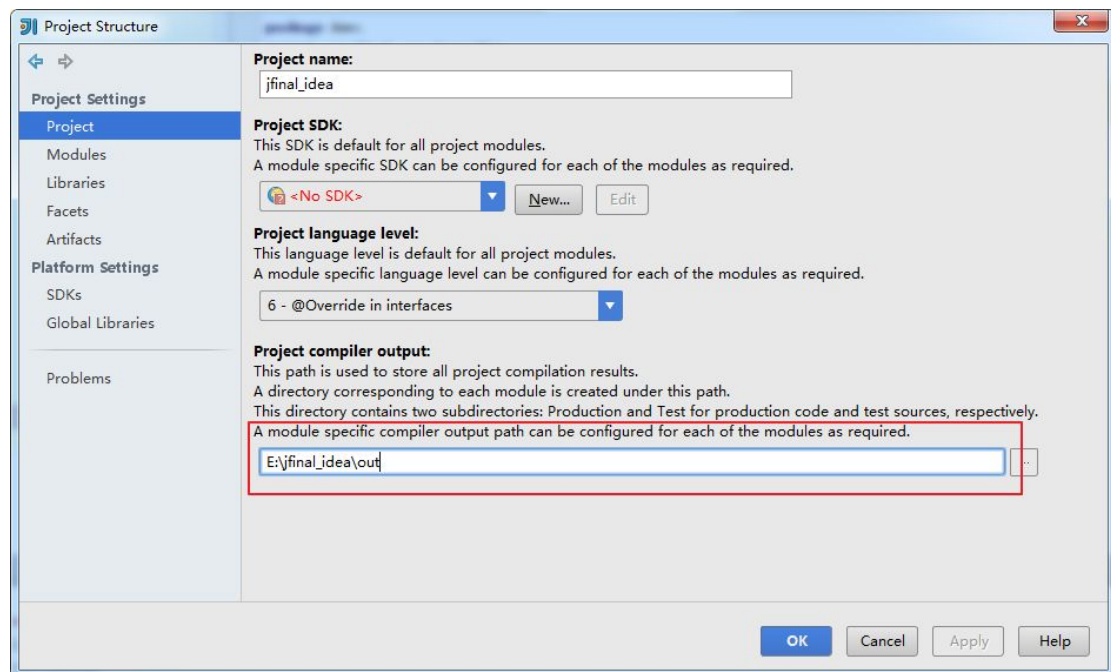 Project Structure
Project Settings
Project
Modules
Libraries
Facets
Artifacts
Platform Settings
SDKs
Global Libraries
Problems
Project name:
jfinal_idea
Project SDK:
This SDK is default for all project modules.
A module specific SDK can be configured for each of the modules as required.
<No SDK> New... Edit
Project language level:
This language level is default for all project modules.
A module specific language level can be configured for each of the modules as required.
6 - @Override in interfaces
Project compiler output:
This path is used to store all project compilation results.
A directory corresponding to each module is created under this path.
This directory contains two subdirectories: Production and Test for production code and test sources, respectively.
A module specific compiler output path can be configured for each of the modules as required.
E:\jfinal_idea\out
OK Cancel Apply Help